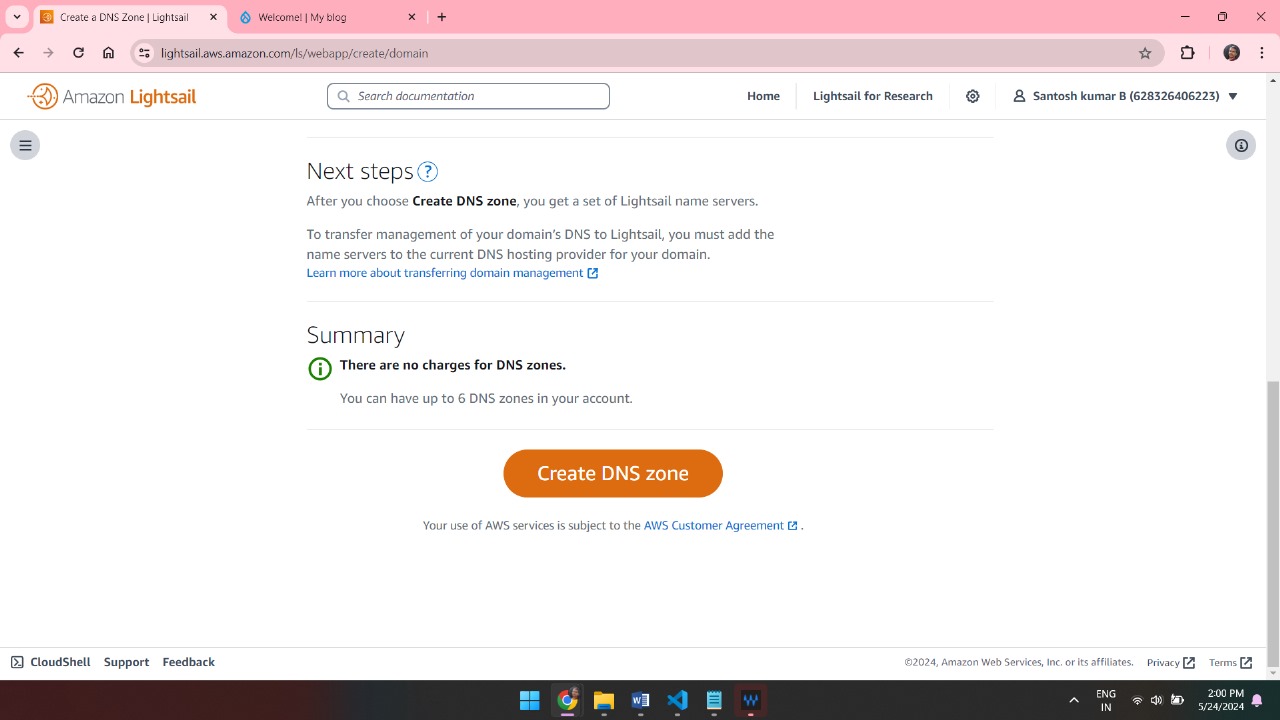 Create a DNS Zone | Lightsail
Welcome! | My blog
lightsail.aws.amazon.com/ls/webapp/create/domain
Amazon Lightsail
Search documentation
Home
Lightsail for Research
Santosh kumar B (628326406223)
Next steps ?
After you choose Create DNS zone, you get a set of Lightsail name servers.
To transfer management of your domain’s DNS to Lightsail, you must add the
name servers to the current DNS hosting provider for your domain.
Learn more about transferring domain management
Summary
There are no charges for DNS zones.
You can have up to 6 DNS zones in your account.
Create DNS zone
Your use of AWS services is subject to the AWS Customer Agreement .
CloudShell Support Feedback
©2024, Amazon Web Services, Inc. or its affiliates. Privacy Terms
ENG
IN
2:00 PM
5/24/2024